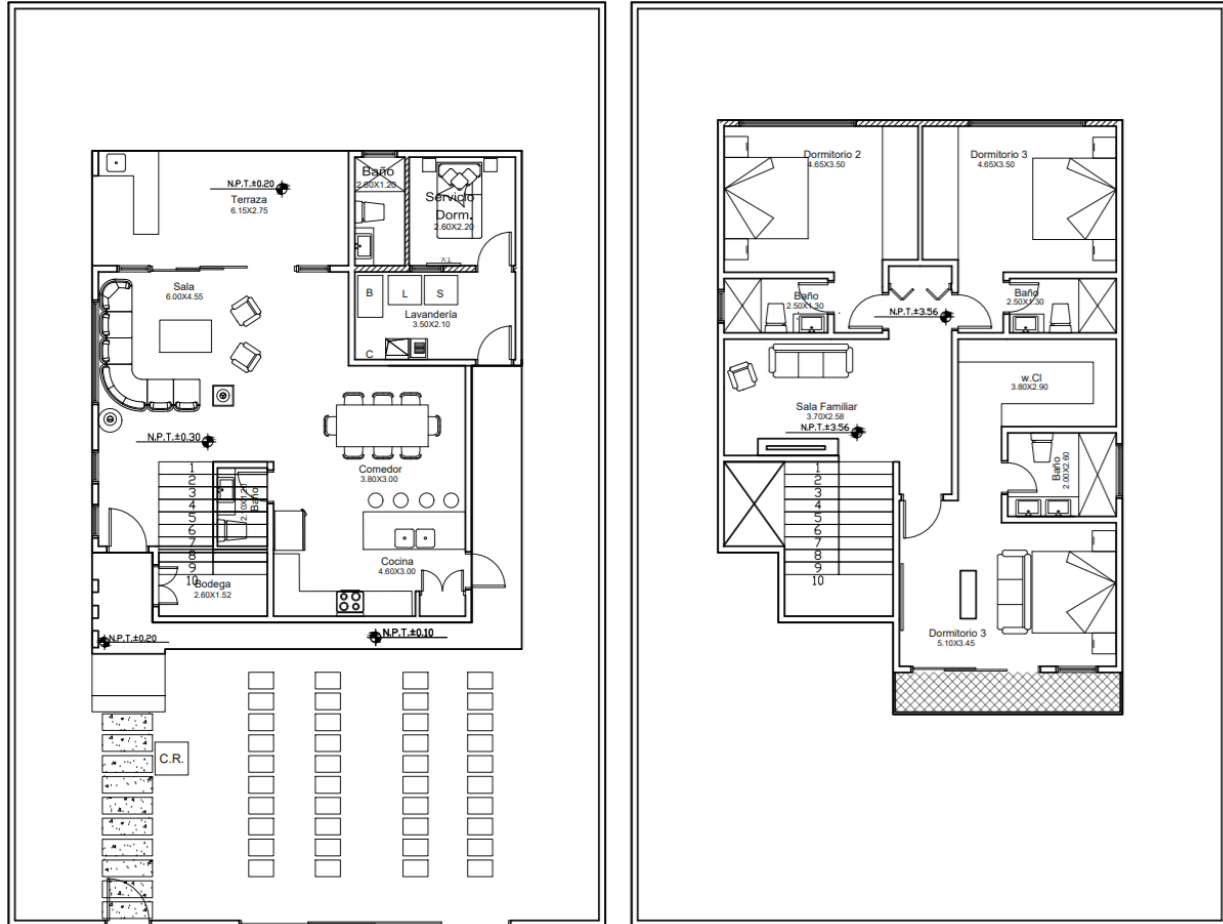 N.P.T.±0.20
Terraza
6.15X2.75
Baño
2.60X1.20
Servicio
Dorm.
2.60X2.20
Sala
6.00X4.55
B
L
S
Lavandería
3.50X2.10
C
N.P.T.±0.30
Comedor
3.80X3.00
1
2
3
4
5
6
7
8
9
10
Baño
2.10X1.20
Cocina
4.60X3.00
Bodega
2.60X1.52
N.P.T.±0.20
N.P.T.±0.10
C.R.
Dormitorio 2
4.65X3.50
Dormitorio 3
4.65X3.50
Baño
2.50X1.30
Baño
2.50X1.30
N.P.T.±3.56
w.Cl
3.80X2.90
Sala Familiar
3.70X2.58
N.P.T.±3.56
Baño
2.00X2.60
1
2
3
4
5
6
7
8
9
10
Dormitorio 3
5.10X3.45